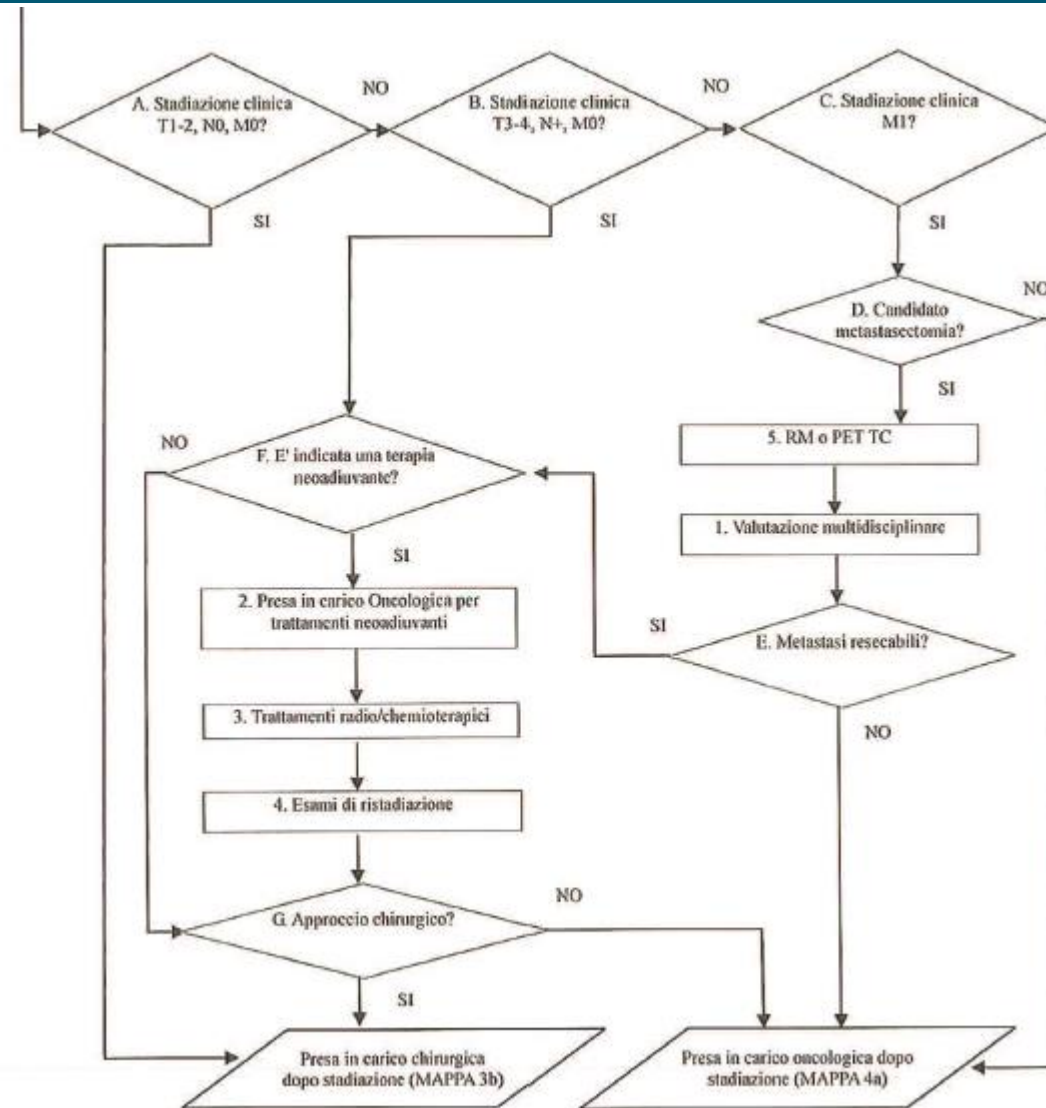 A. Stadiazione clinica
T1-2, N0, M0?
NO
B. Stadiazione clinica
T3-4, N+, M0?
NO
C. Stadiazione clinica
M1?
SI
SI
SI
D. Candidato
metastasectomia?
NO
SI
5. RM o PET TC
NO
F. E' indicata una terapia
neoadiuvante?
1. Valutazione multidisciplinare
SI
2. Presa in carico Oncologica per
trattamenti neoadiuvanti
SI
E. Metastasi resecabili?
3. Trattamenti radio/chemioterapici
NO
4. Esami di ristadiazione
G. Approccio chirurgico?
NO
SI
Presa in carico chirurgica
dopo stadiazione (MAPPA 3b)
Presa in carico oncologica dopo
stadiazione (MAPPA 4a)